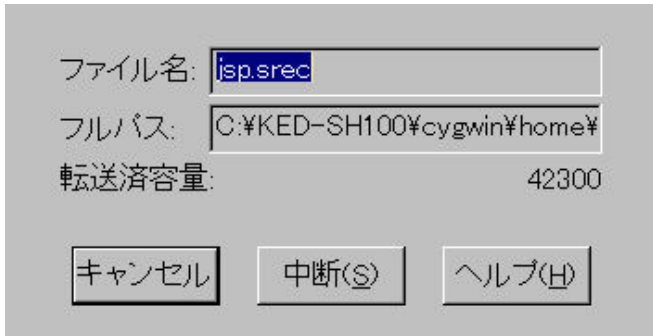 ファイル名: jsp.srec
フルパス: C:¥KED-SH100¥cygwin¥home¥
転送済容量: 42300
キャンセル 中断(S) ヘルプ(H)